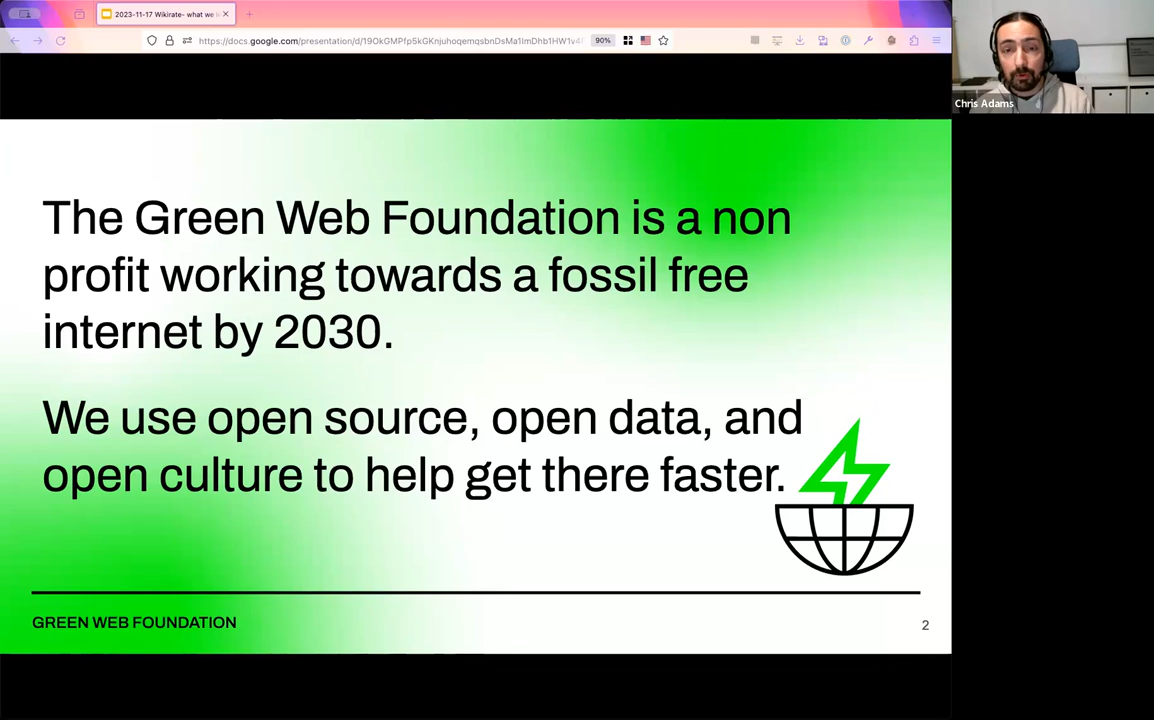 2023-11-17 Wikirate- what we l
https://docs.google.com/presentation/d/19OkGMPfp5kGKnjuhoqemqsbnDsMa1ImDhb1HW1v4
90%
Chris Adams
The Green Web Foundation is a non
profit working towards a fossil free
internet by 2030.
We use open source, open data, and
open culture to help get there faster.
GREEN WEB FOUNDATION
2